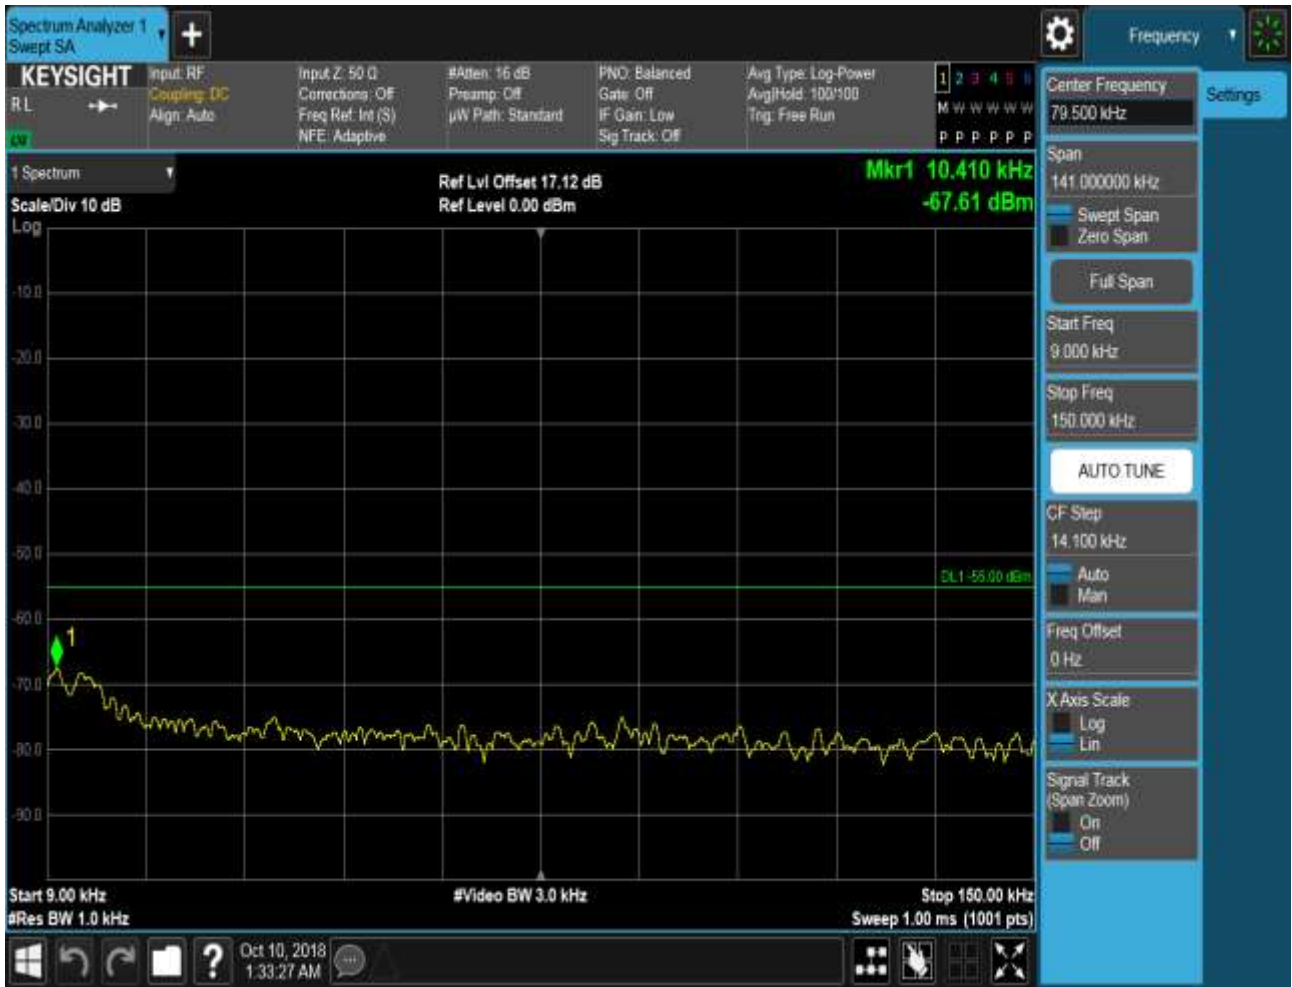 Spectrum Analyzer 1
Swept SA
Frequency
KEYSIGHT
RL
Input: RF
Coupling: DC
Align: Auto
Input Z: 50 Ω
Corrections: Off
Freq Ref: Int (S)
NFE: Adaptive
#Atten: 16 dB
Preamp: Off
µW Path: Standard
PNO: Balanced
Gate: Off
IF Gain: Low
Sig Track: Off
Avg Type: Log-Power
Avg|Hold: 100/100
Trig: Free Run
1 2 3 4 5 6
M W W W W W
P P P P P P
1 Spectrum
Scale/Div 10 dB
Log
Ref Lvl Offset 17.12 dB
Ref Level 0.00 dBm
Mkr1 10.410 kHz
-67.61 dBm
-10.0
-20.0
-30.0
-40.0
-50.0
DL1 -55.00 dBm
-60.0
1
-70.0
-80.0
-90.0
Start 9.00 kHz
#Res BW 1.0 kHz
#Video BW 3.0 kHz
Stop 150.00 kHz
Sweep 1.00 ms (1001 pts)
Center Frequency
79.500 kHz
Settings
Span
141.000000 kHz
Swept Span
Zero Span
Full Span
Start Freq
9.000 kHz
Stop Freq
150.000 kHz
AUTO TUNE
CF Step
14.100 kHz
Auto
Man
Freq Offset
0 Hz
X Axis Scale
Log
Lin
Signal Track
(Span Zoom)
On
Off
?
Oct 10, 2018
1:33:27 AM